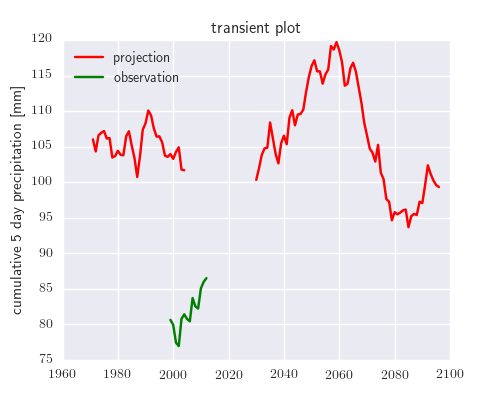 transient plot
projection
observation
cumulative 5 day precipitation [mm]
120
115
110
105
100
95
90
85
80
75
1960 1980 2000 2020 2040 2060 2080 2100